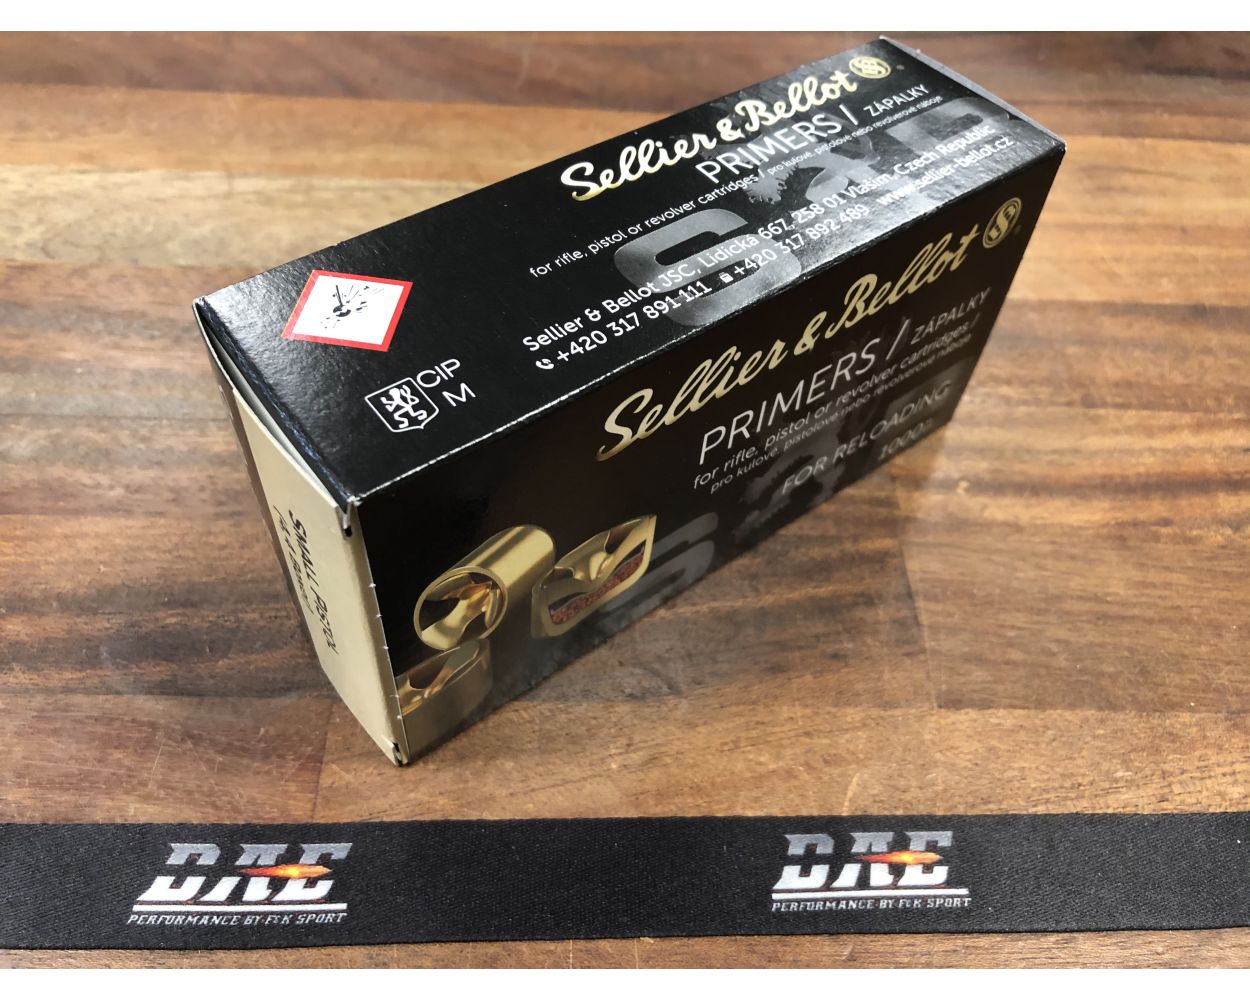 Sellier & Bellot
PRIMERS / ZÁPALKY
for rifle, pistol or revolver cartridges / pro kulové, pistolové nebo revolverové náboje
S&B
Sellier & Bellot JSC, Lidická 667, 258 01 Vlašim, Czech Republic
+420 317 891 111 +420 317 892 489 www.sellier-bellot.cz
CIP
M
Sellier & Bellot
PRIMERS / ZÁPALKY
for rifle, pistol or revolver cartridges /
pro kulové, pistolové nebo revolverové náboje
FOR RELOADING
SMALL PISTOL
DAE
PERFORMANCE BY F&K SPORT
DAE
PERFORMANCE BY F&K SPORT